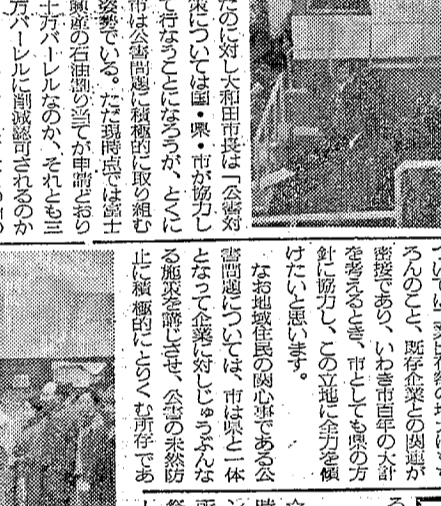 たのに対し大和田市長は「公害対
策については国・県・市が協力し
て行なうことになろうが、とくに
市は公害問題に積極的に取り組む
姿勢でいる。ただ現時点では富士
興産の石油割り当てが申請どおり
十万バーレルなのか、それとも三
万バーレルに削減認可されるのか
ろんのこと、既存企業との関連が
密接であり、いわき市百年の大計
を考えるとき、市としても県の方
針に協力し、この立地に全力を傾
けたいと思います。
なお地域住民の関心事である公
害問題については、市は県と一体
となって企業に対しじゅうぶんな
る施策を講じさせ、公害の未然防
止に積極的にとりくむ所存であ
る
☆